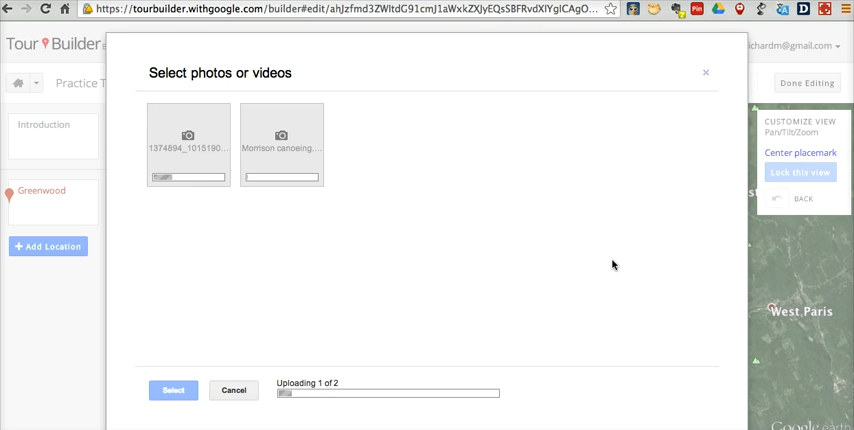 https://tourbuilder.withgoogle.com/builder#edit/ahJzfmd3ZWltdG91cmJ1aWxkZXJyEQsSBFRvdXIYgICAgO...
Tour Builder
ichardm@gmail.com
Practice T
Done Editing
Select photos or videos
×
Introduction
Greenwood
+ Add Location
1374894_1015190...
Morrison canoeing....
CUSTOMIZE VIEW
Pan/Tilt/Zoom
Center placemark
Lock this view
BACK
West Paris
Select
Cancel
Uploading 1 of 2
Google earth